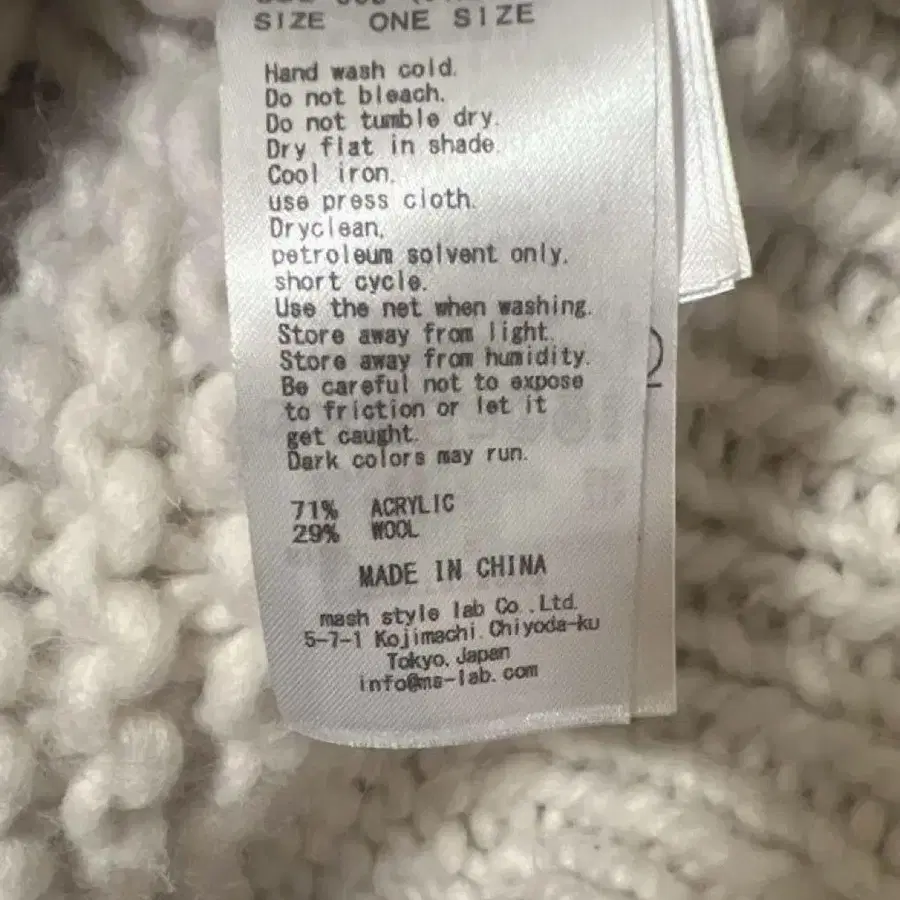 SIZE ONE SIZE
Hand wash cold.
Do not bleach.
Do not tumble dry.
Dry flat in shade.
Cool iron.
use press cloth.
Dryclean,
petroleum solvent only.
short cycle.
Use the net when washing.
Store away from light.
Store away from humidity.
Be careful not to expose
to friction or let it
get caught.
Dark colors may run.
71% ACRYLIC
29% WOOL
MADE IN CHINA
mash style lab Co.,Ltd.
5-7-1 Kojimachi.Chiyoda-ku
Tokyo, Japan
info@ms-lab.com